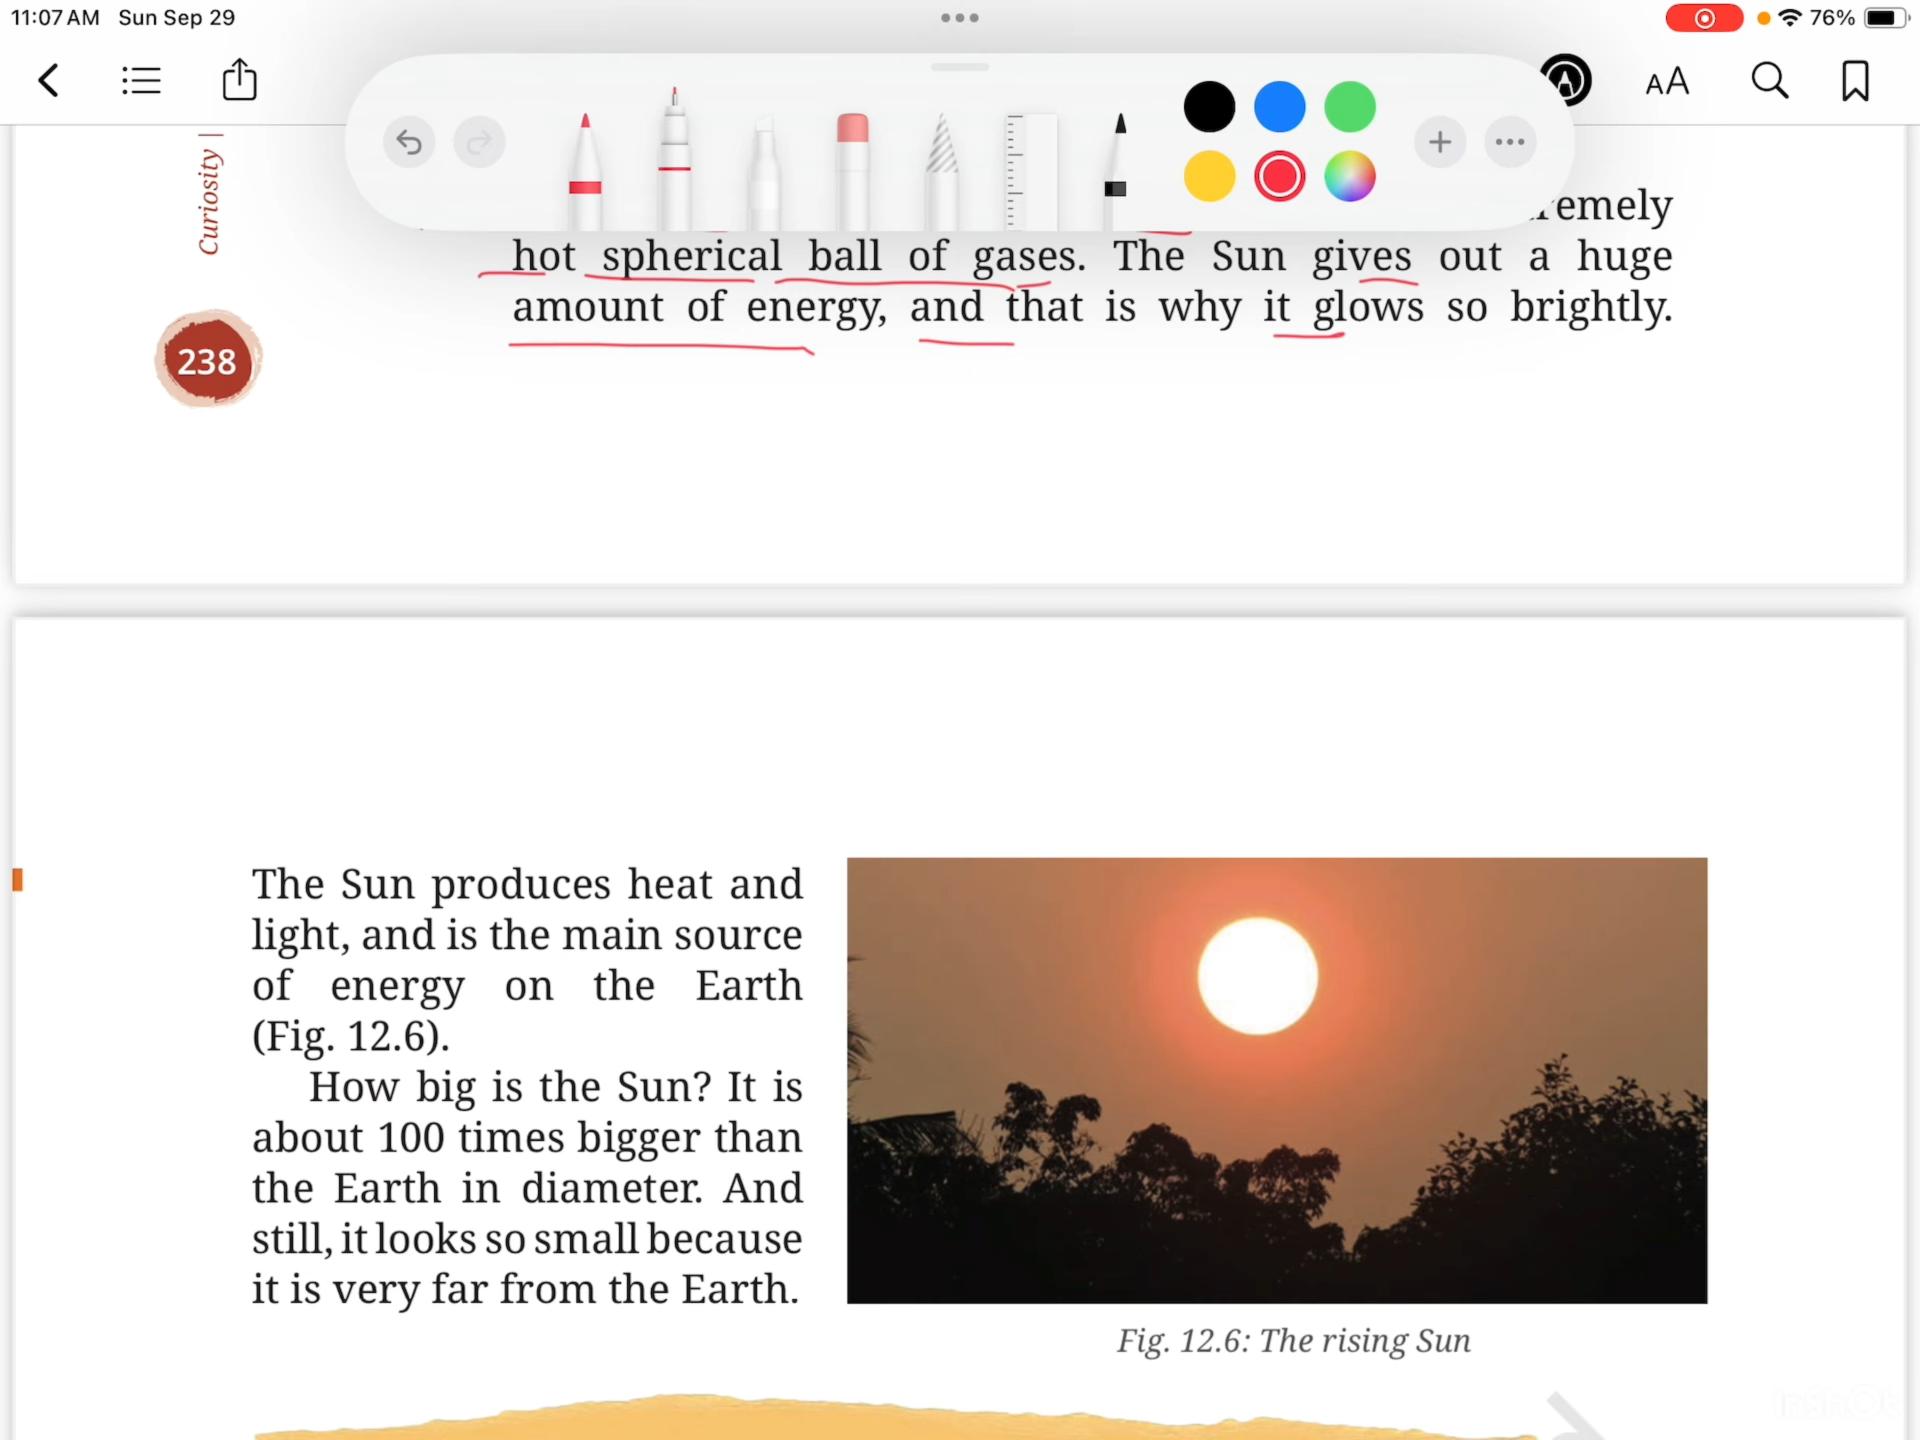 11:07 AM Sun Sep 29
76%
AA
Curiosity |
hot spherical ball of gases. The Sun gives out a huge
amount of energy, and that is why it glows so brightly.
238
The Sun produces heat and
light, and is the main source
of energy on the Earth
(Fig. 12.6).
How big is the Sun? It is
about 100 times bigger than
the Earth in diameter. And
still, it looks so small because
it is very far from the Earth.
Fig. 12.6: The rising Sun